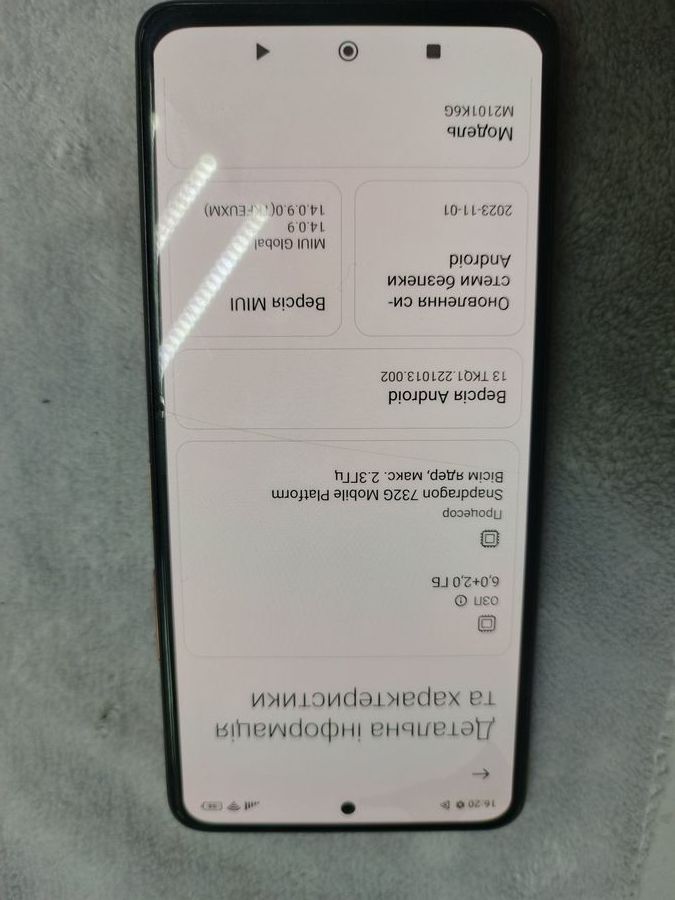 16:20
Детальна інформація
та характеристики
ОЗП
6,0+2,0 ГБ
Процесор
Snapdragon 732G Mobile Platform
Вісім ядер, макс. 2.3ГГц
Версія Android
13 TKQ1.221013.002
Оновлення си-
стеми безпеки
Android
2023-11-01
Версія MIUI
MIUI Global
14.0.9
14.0.9.0(TKFEUXM)
Модель
M2101K6G